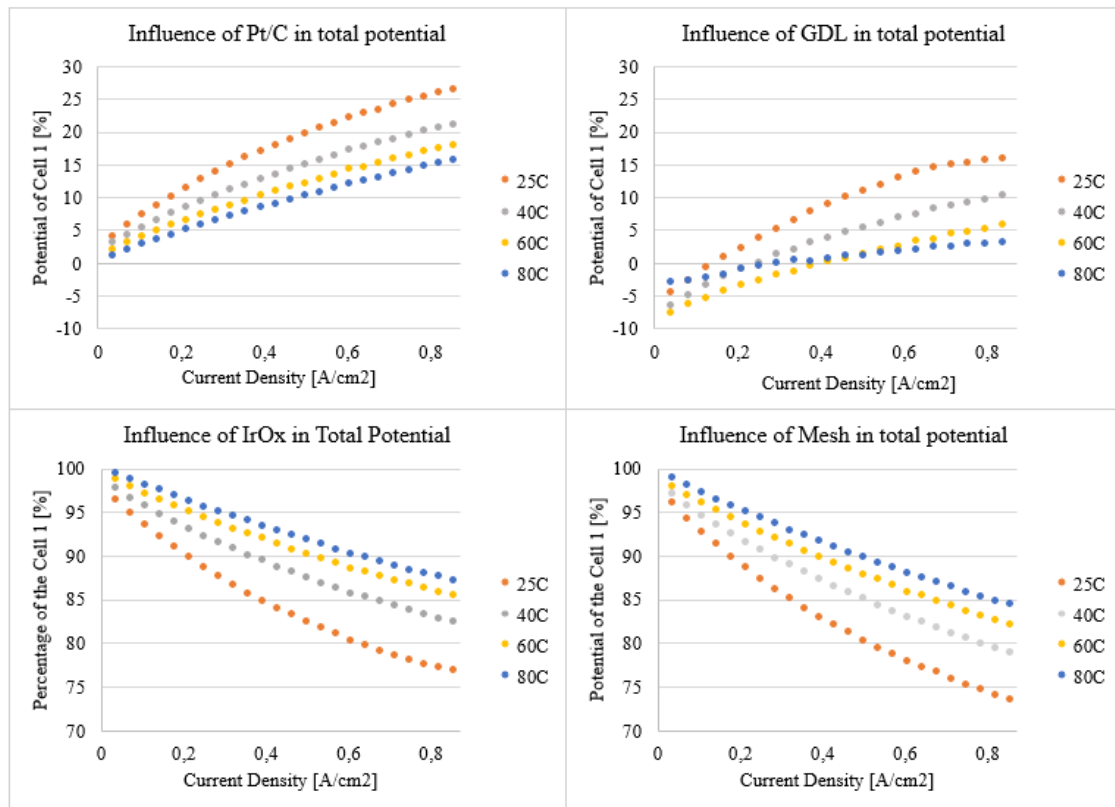 Influence of Pt/C in total potential
Potential of Cell 1 [%]
30
25
20
15
10
5
0
-5
-10
0
0,2
0,4
0,6
0,8
Current Density [A/cm2]
25C
40C
60C
80C
Influence of GDL in total potential
Potential of Cell 1 [%]
30
25
20
15
10
5
0
-5
-10
0
0,2
0,4
0,6
0,8
Current Density [A/cm2]
25C
40C
60C
80C
Influence of IrOx in Total Potential
Percentage of the Cell 1 [%]
100
95
90
85
80
75
70
0
0,2
0,4
0,6
0,8
Current Density [A/cm2]
25C
40C
60C
80C
Influence of Mesh in total potential
Potential of the Cell 1 [%]
100
95
90
85
80
75
70
0
0,2
0,4
0,6
0,8
Current Density [A/cm2]
25C
40C
60C
80C